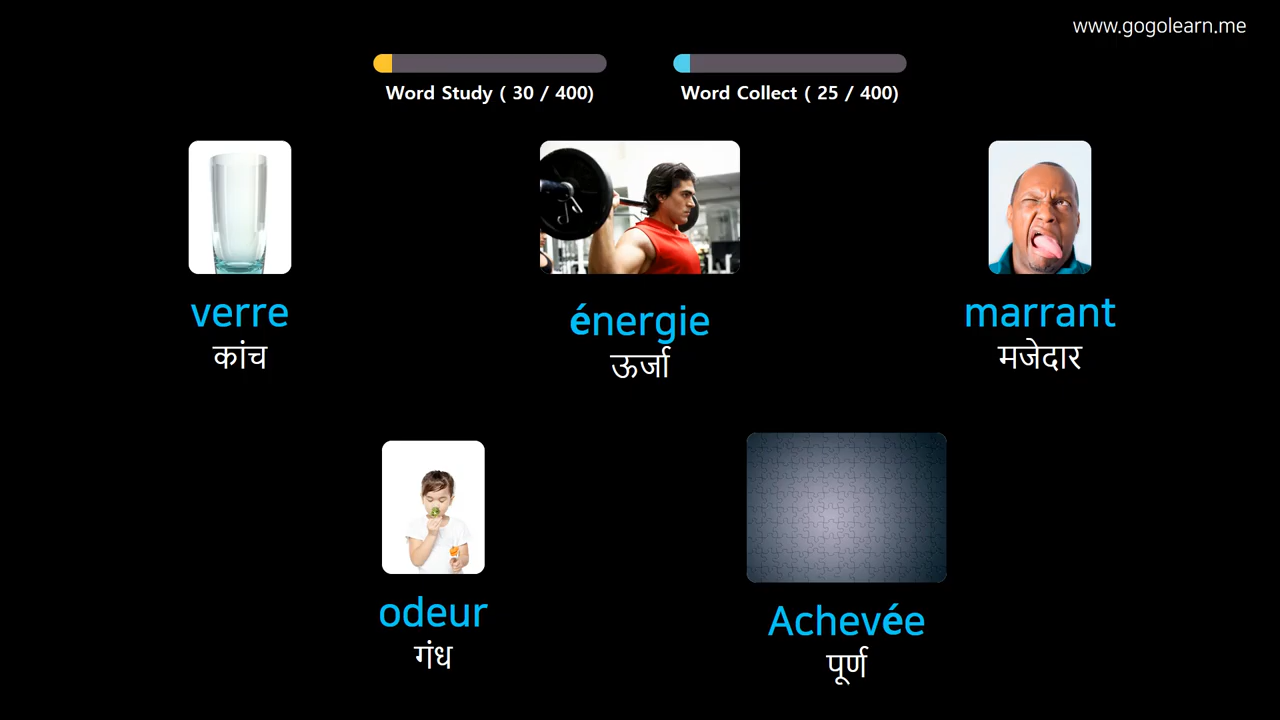 www.gogolearn.me
Word Study ( 30 / 400)
Word Collect ( 25 / 400)
verre
कांच
énergie
ऊर्जा
marrant
मजेदार
odeur
गंध
Achevée
पूर्ण